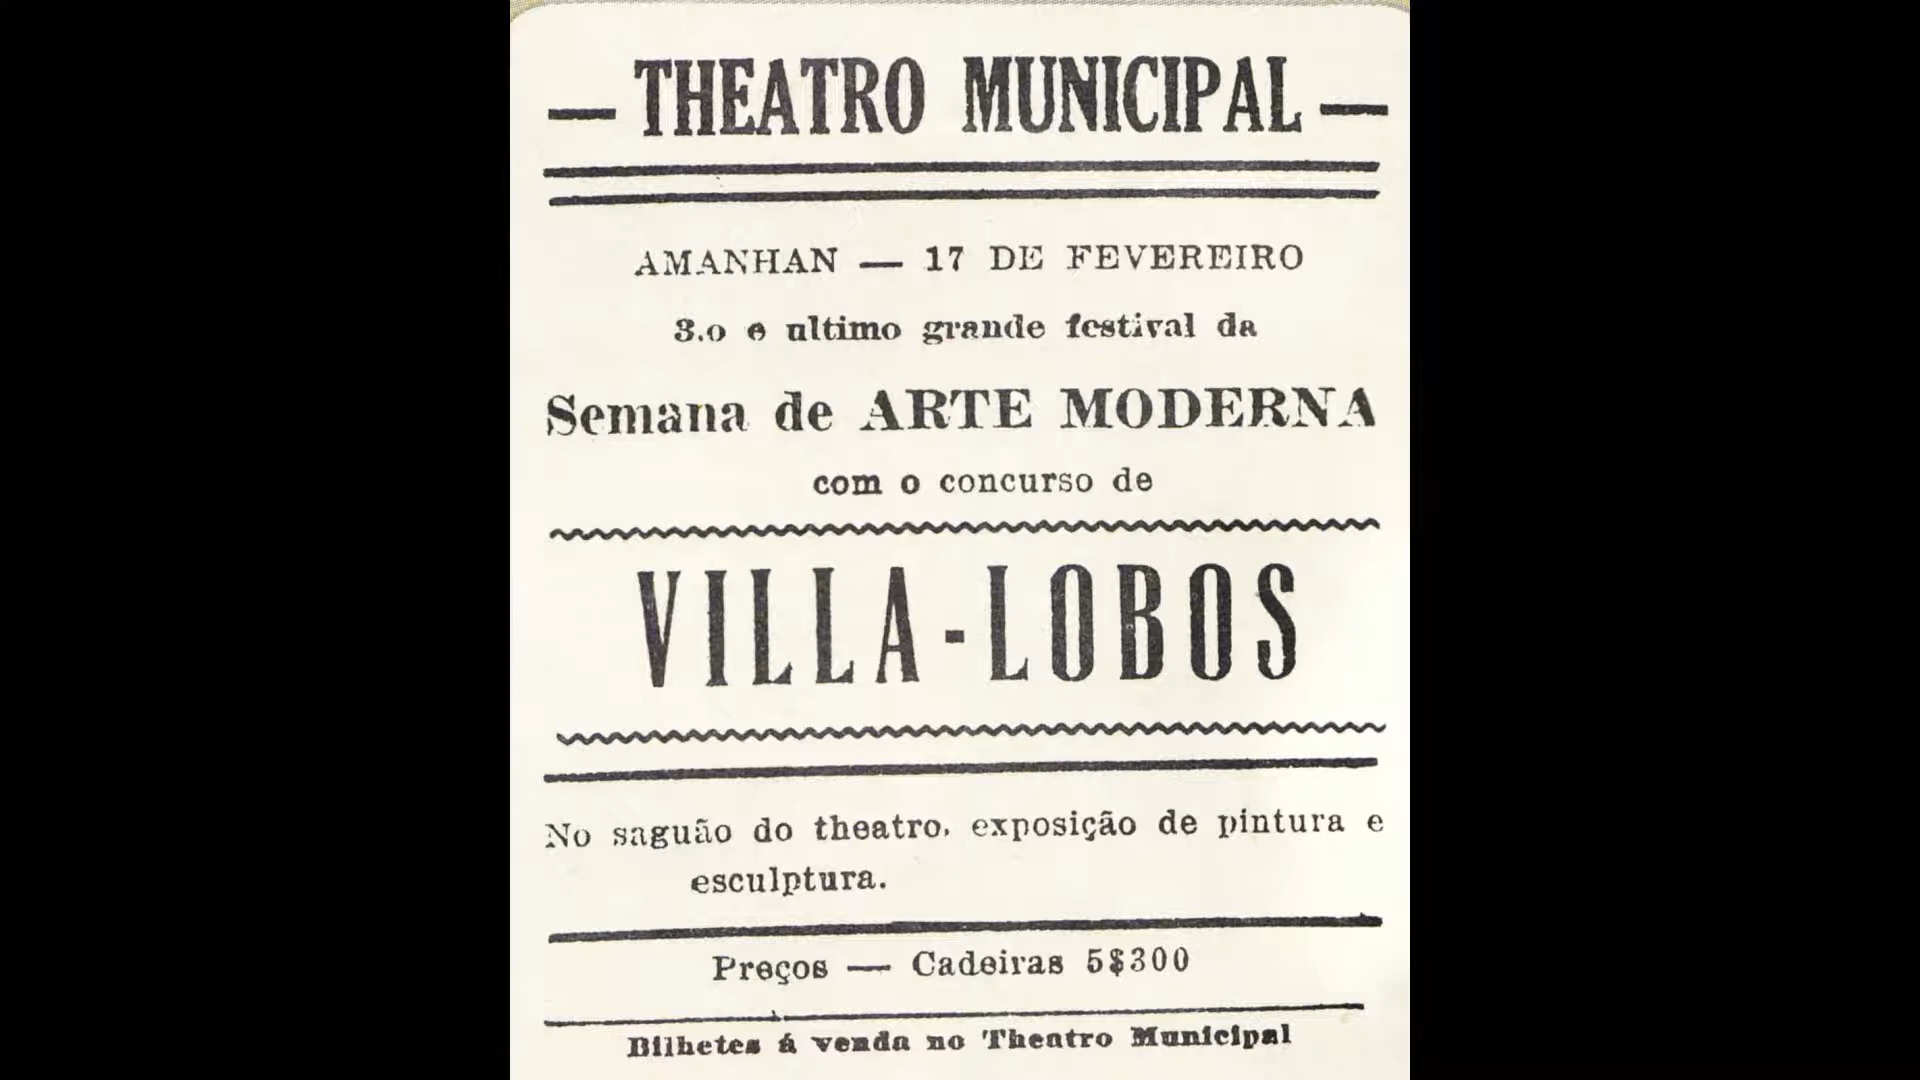 — THEATRO MUNICIPAL —
AMANHAN — 17 DE FEVEREIRO
3.o e ultimo grande festival da
Semana de ARTE MODERNA
com o concurso de
VILLA-LOBOS
No saguão do theatro, exposição de pintura e
esculptura.
Preços — Cadeiras 5$300
Bilhetes á venda no Theatro Municipal